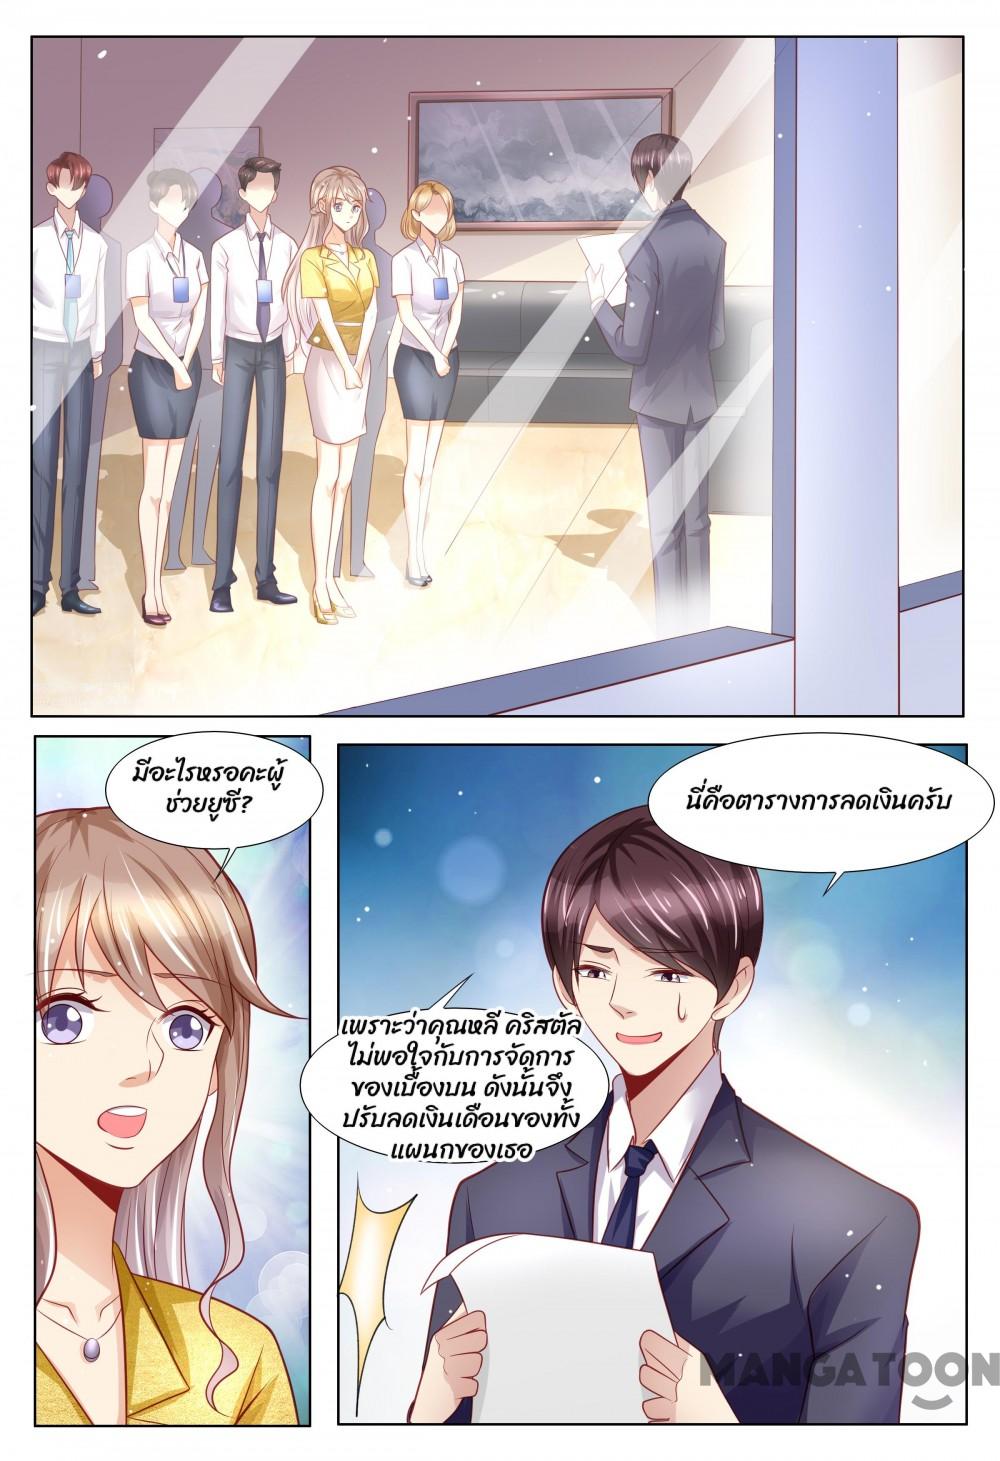 มีอะไรหรอคะผู้
ช่วยยูซี?
นี่คือตารางการลดเงินครับ
เพราะว่าคุณหลี คริสตัล
ไม่พอใจกับการจัดการ
ของเบื้องบน ดังนั้นจึง
ปรับลดเงินเดือนของทั้ง
แผนกของเธอ
MANGATOON